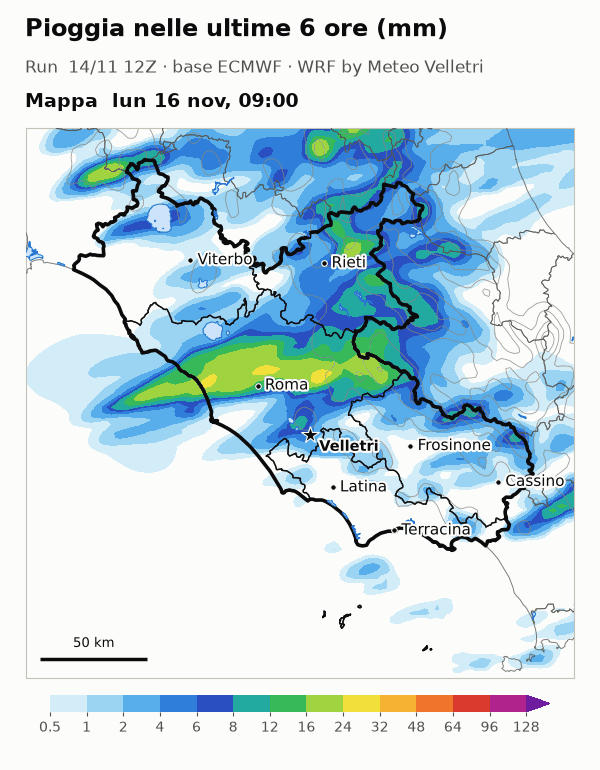 Pioggia nelle ultime 6 ore (mm)
Run  14/11 12Z · base ECMWF · WRF by Meteo Velletri
Mappa  lun 16 nov, 09:00
Viterbo
Rieti
Roma
Velletri
Frosinone
Cassino
Latina
Terracina
50 km
0.5 1 2 4 6 8 12 16 24 32 48 64 96 128